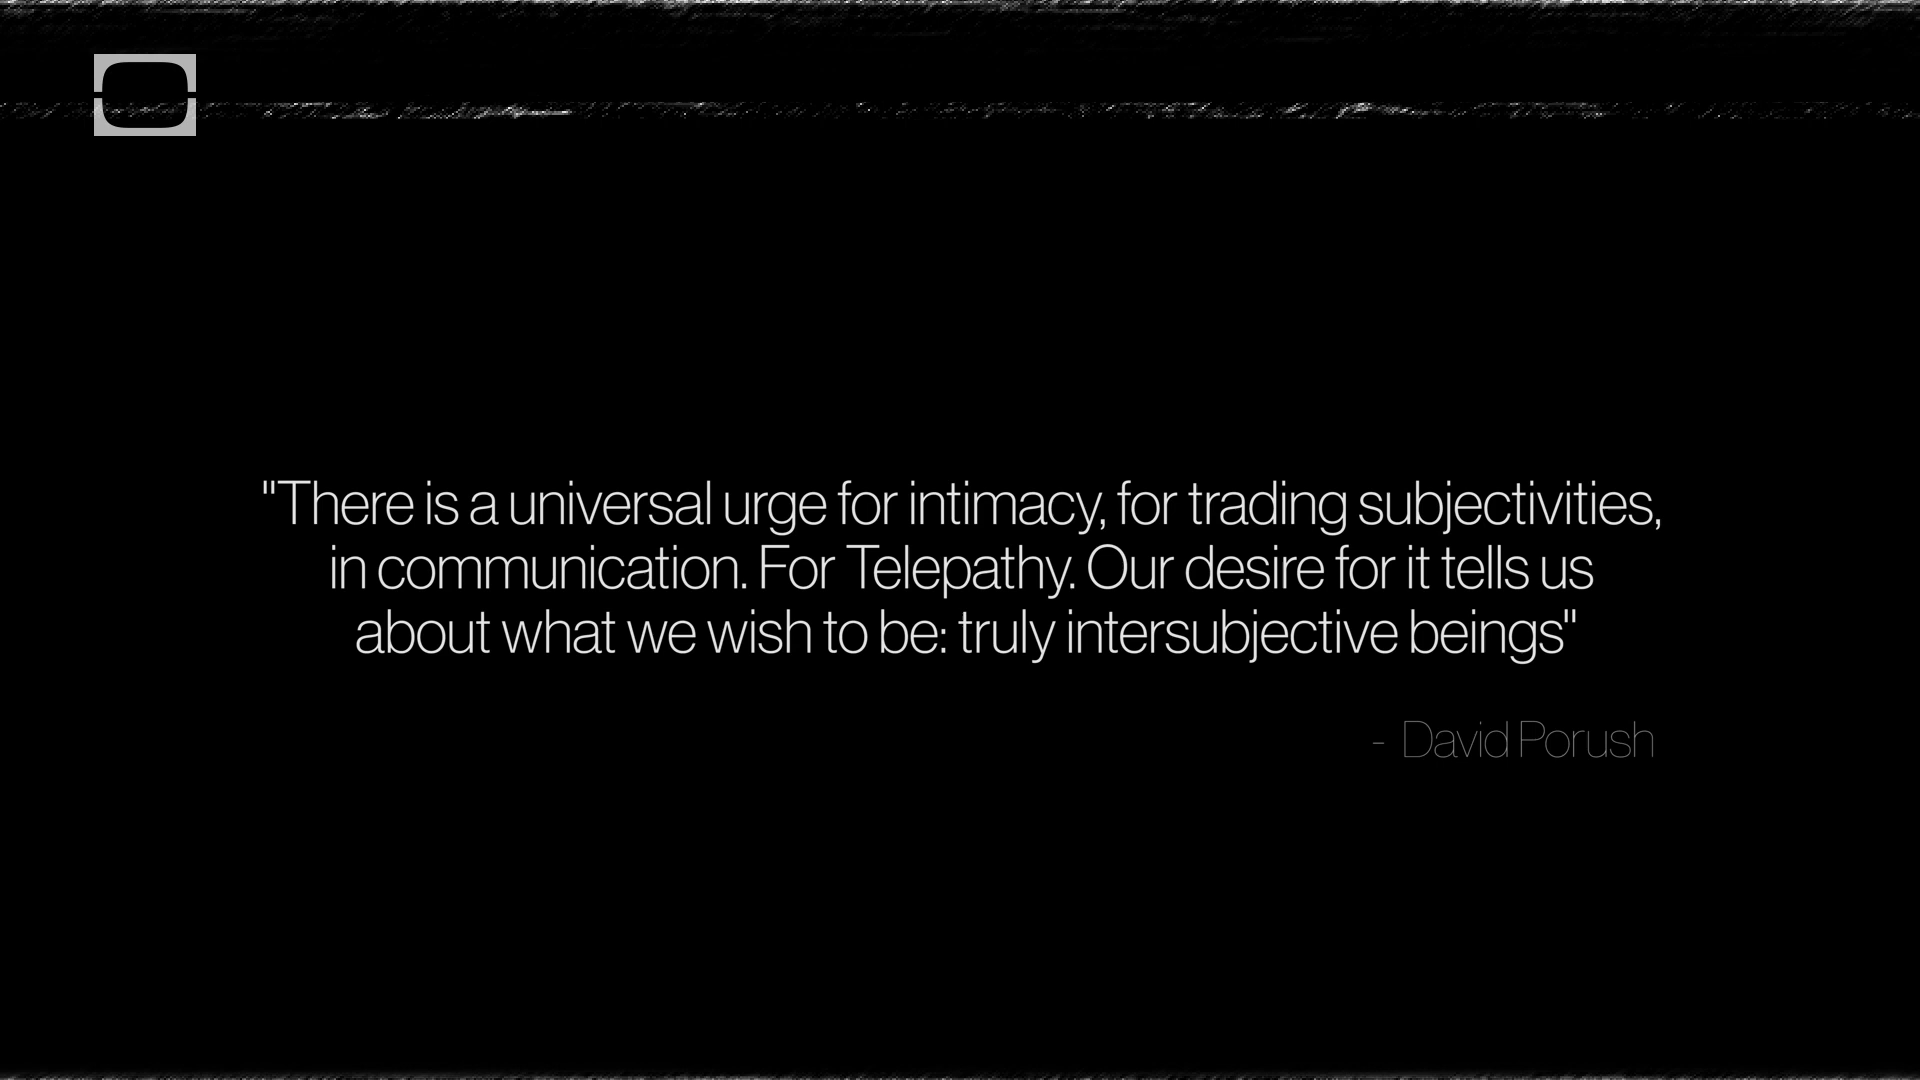 "There is a universal urge for intimacy, for trading subjectivities,
in communication. For Telepathy. Our desire for it tells us
about what we wish to be: truly intersubjective beings"
- David Porush